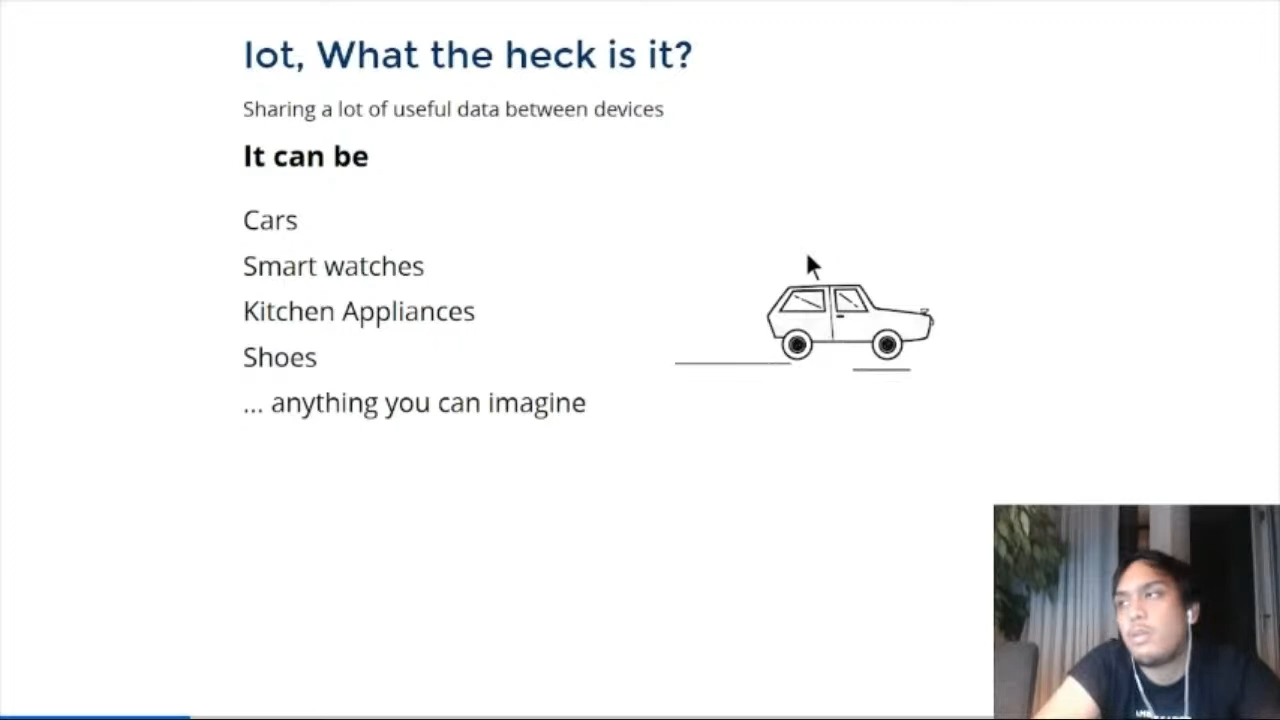 Iot, What the heck is it?
Sharing a lot of useful data between devices
It can be
Cars
Smart watches
Kitchen Appliances
Shoes
... anything you can imagine